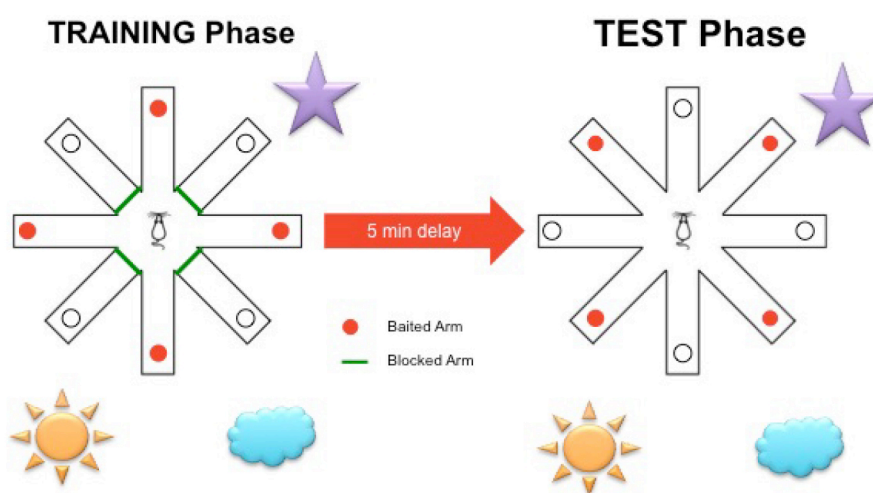 TRAINING Phase
TEST Phase
5 min delay
Baited Arm
Blocked Arm